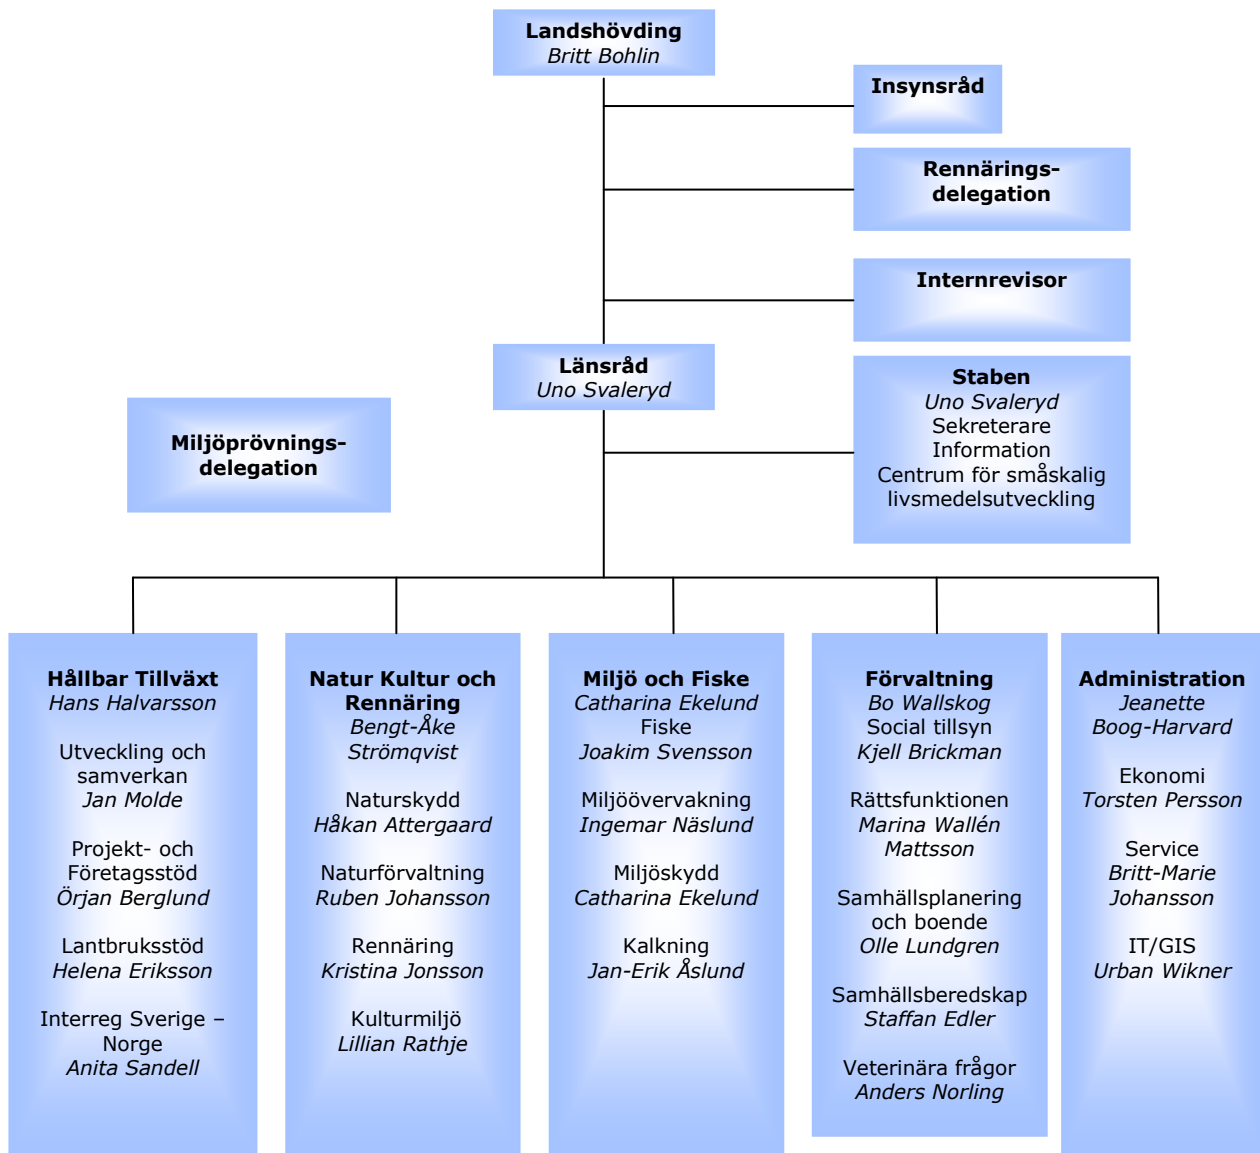 Landshövding
Britt Bohlin
Insynsråd
Rennärings-
delegation
Internrevisor
Länsråd
Uno Svaleryd
Staben
Uno Svaleryd
Sekreterare
Information
Centrum för småskalig
livsmedelsutveckling
Miljöprövnings-
delegation
Hållbar Tillväxt
Hans Halvarsson
Utveckling och
samverkan
Jan Molde
Projekt- och
Företagsstöd
Örjan Berglund
Lantbruksstöd
Helena Eriksson
Interreg Sverige –
Norge
Anita Sandell
Natur Kultur och
Rennäring
Bengt-Åke
Strömqvist
Naturskydd
Håkan Attergaard
Naturförvaltning
Ruben Johansson
Rennäring
Kristina Jonsson
Kulturmiljö
Lillian Rathje
Miljö och Fiske
Catharina Ekelund
Fiske
Joakim Svensson
Miljöövervakning
Ingemar Näslund
Miljöskydd
Catharina Ekelund
Kalkning
Jan-Erik Åslund
Förvaltning
Bo Wallskog
Social tillsyn
Kjell Brickman
Rättsfunktionen
Marina Wallén
Mattsson
Samhällsplanering
och boende
Olle Lundgren
Samhällsberedskap
Staffan Edler
Veterinära frågor
Anders Norling
Administration
Jeanette
Boog-Harvard
Ekonomi
Torsten Persson
Service
Britt-Marie
Johansson
IT/GIS
Urban Wikner